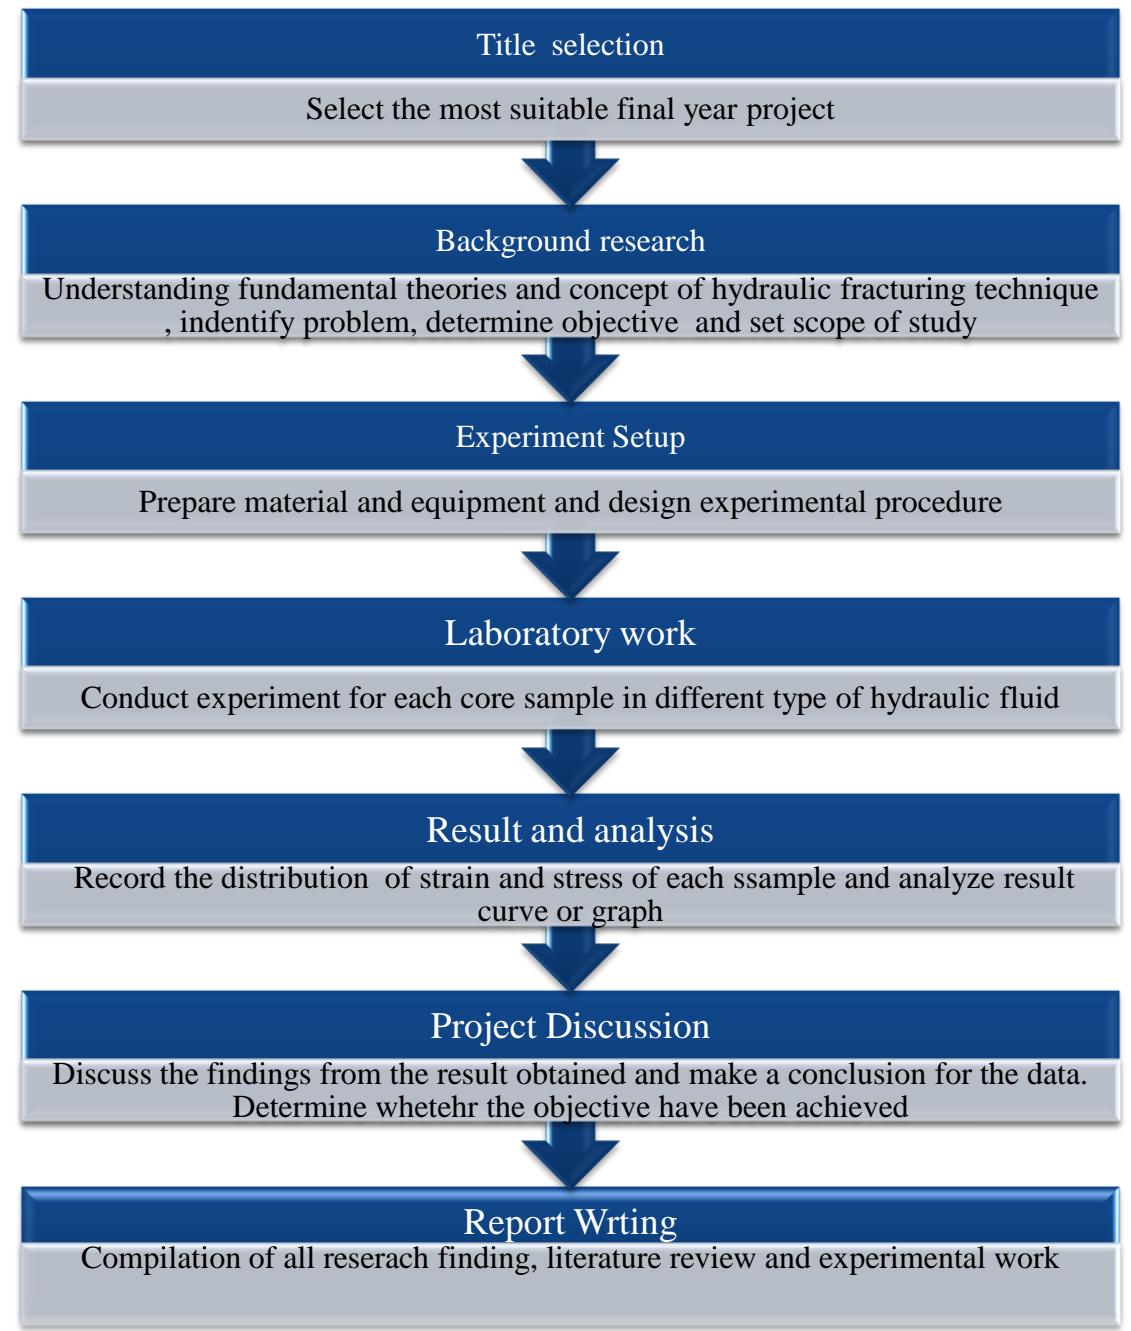 Title selection
Select the most suitable final year project
Background research
Understanding fundamental theories and concept of hydraulic fracturing technique
, indentify problem, determine objective and set scope of study
Experiment Setup
Prepare material and equipment and design experimental procedure
Laboratory work
Conduct experiment for each core sample in different type of hydraulic fluid
Result and analysis
Record the distribution of strain and stress of each ssample and analyze result
curve or graph
Project Discussion
Discuss the findings from the result obtained and make a conclusion for the data.
Determine whetehr the objective have been achieved
Report Wrting
Compilation of all reserach finding, literature review and experimental work